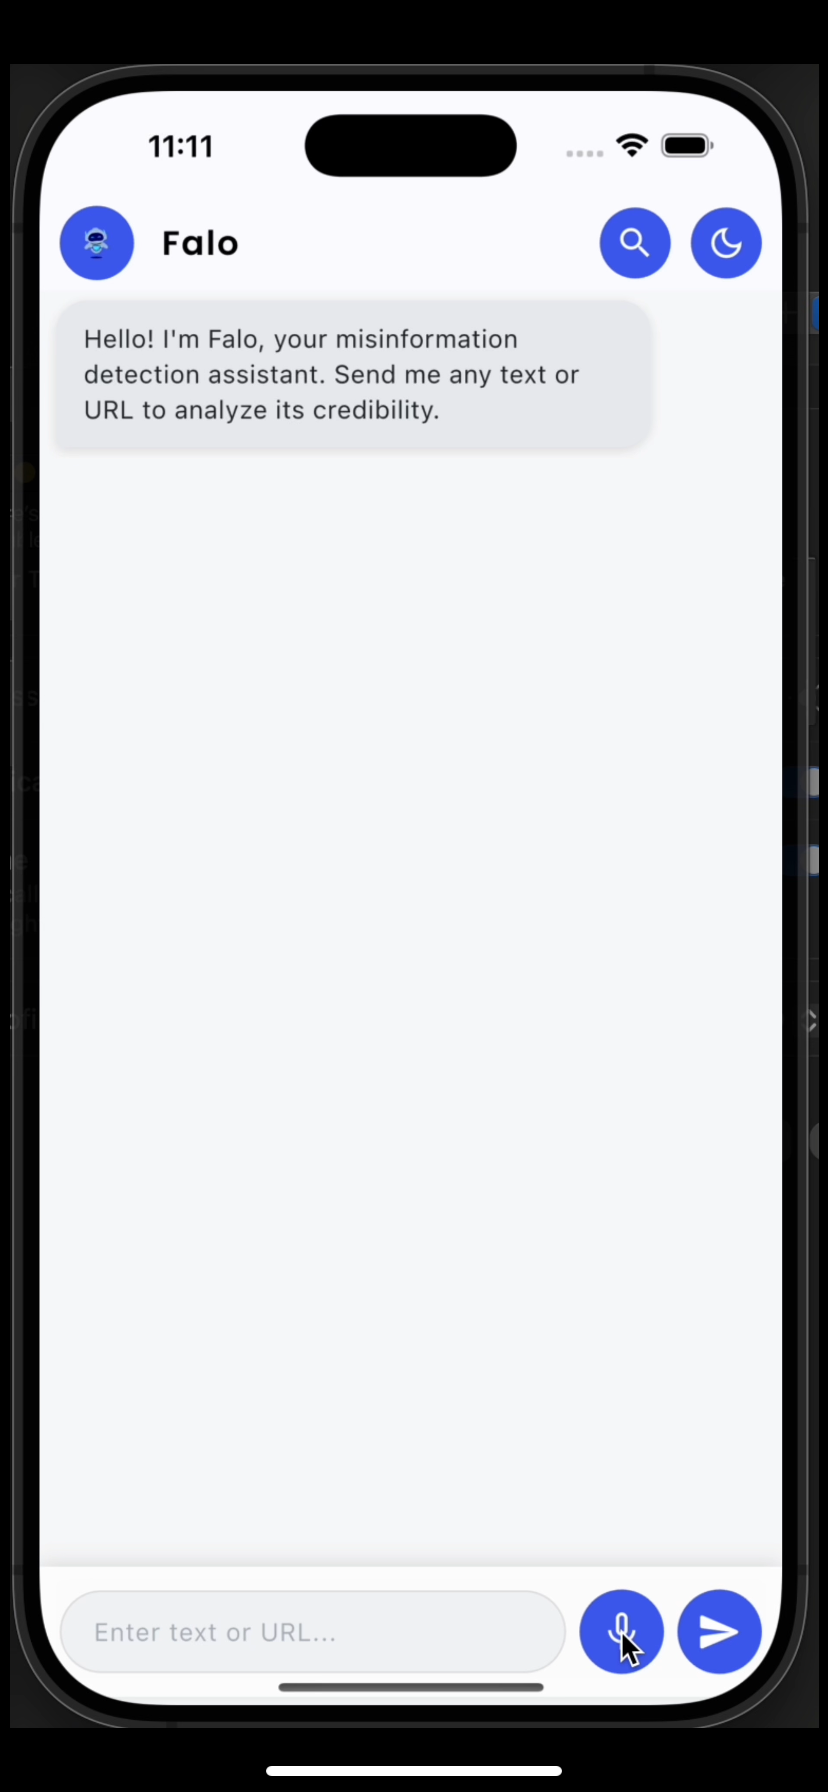 11:11
Falo
Hello! I'm Falo, your misinformation
detection assistant. Send me any text or
URL to analyze its credibility.
Enter text or URL...